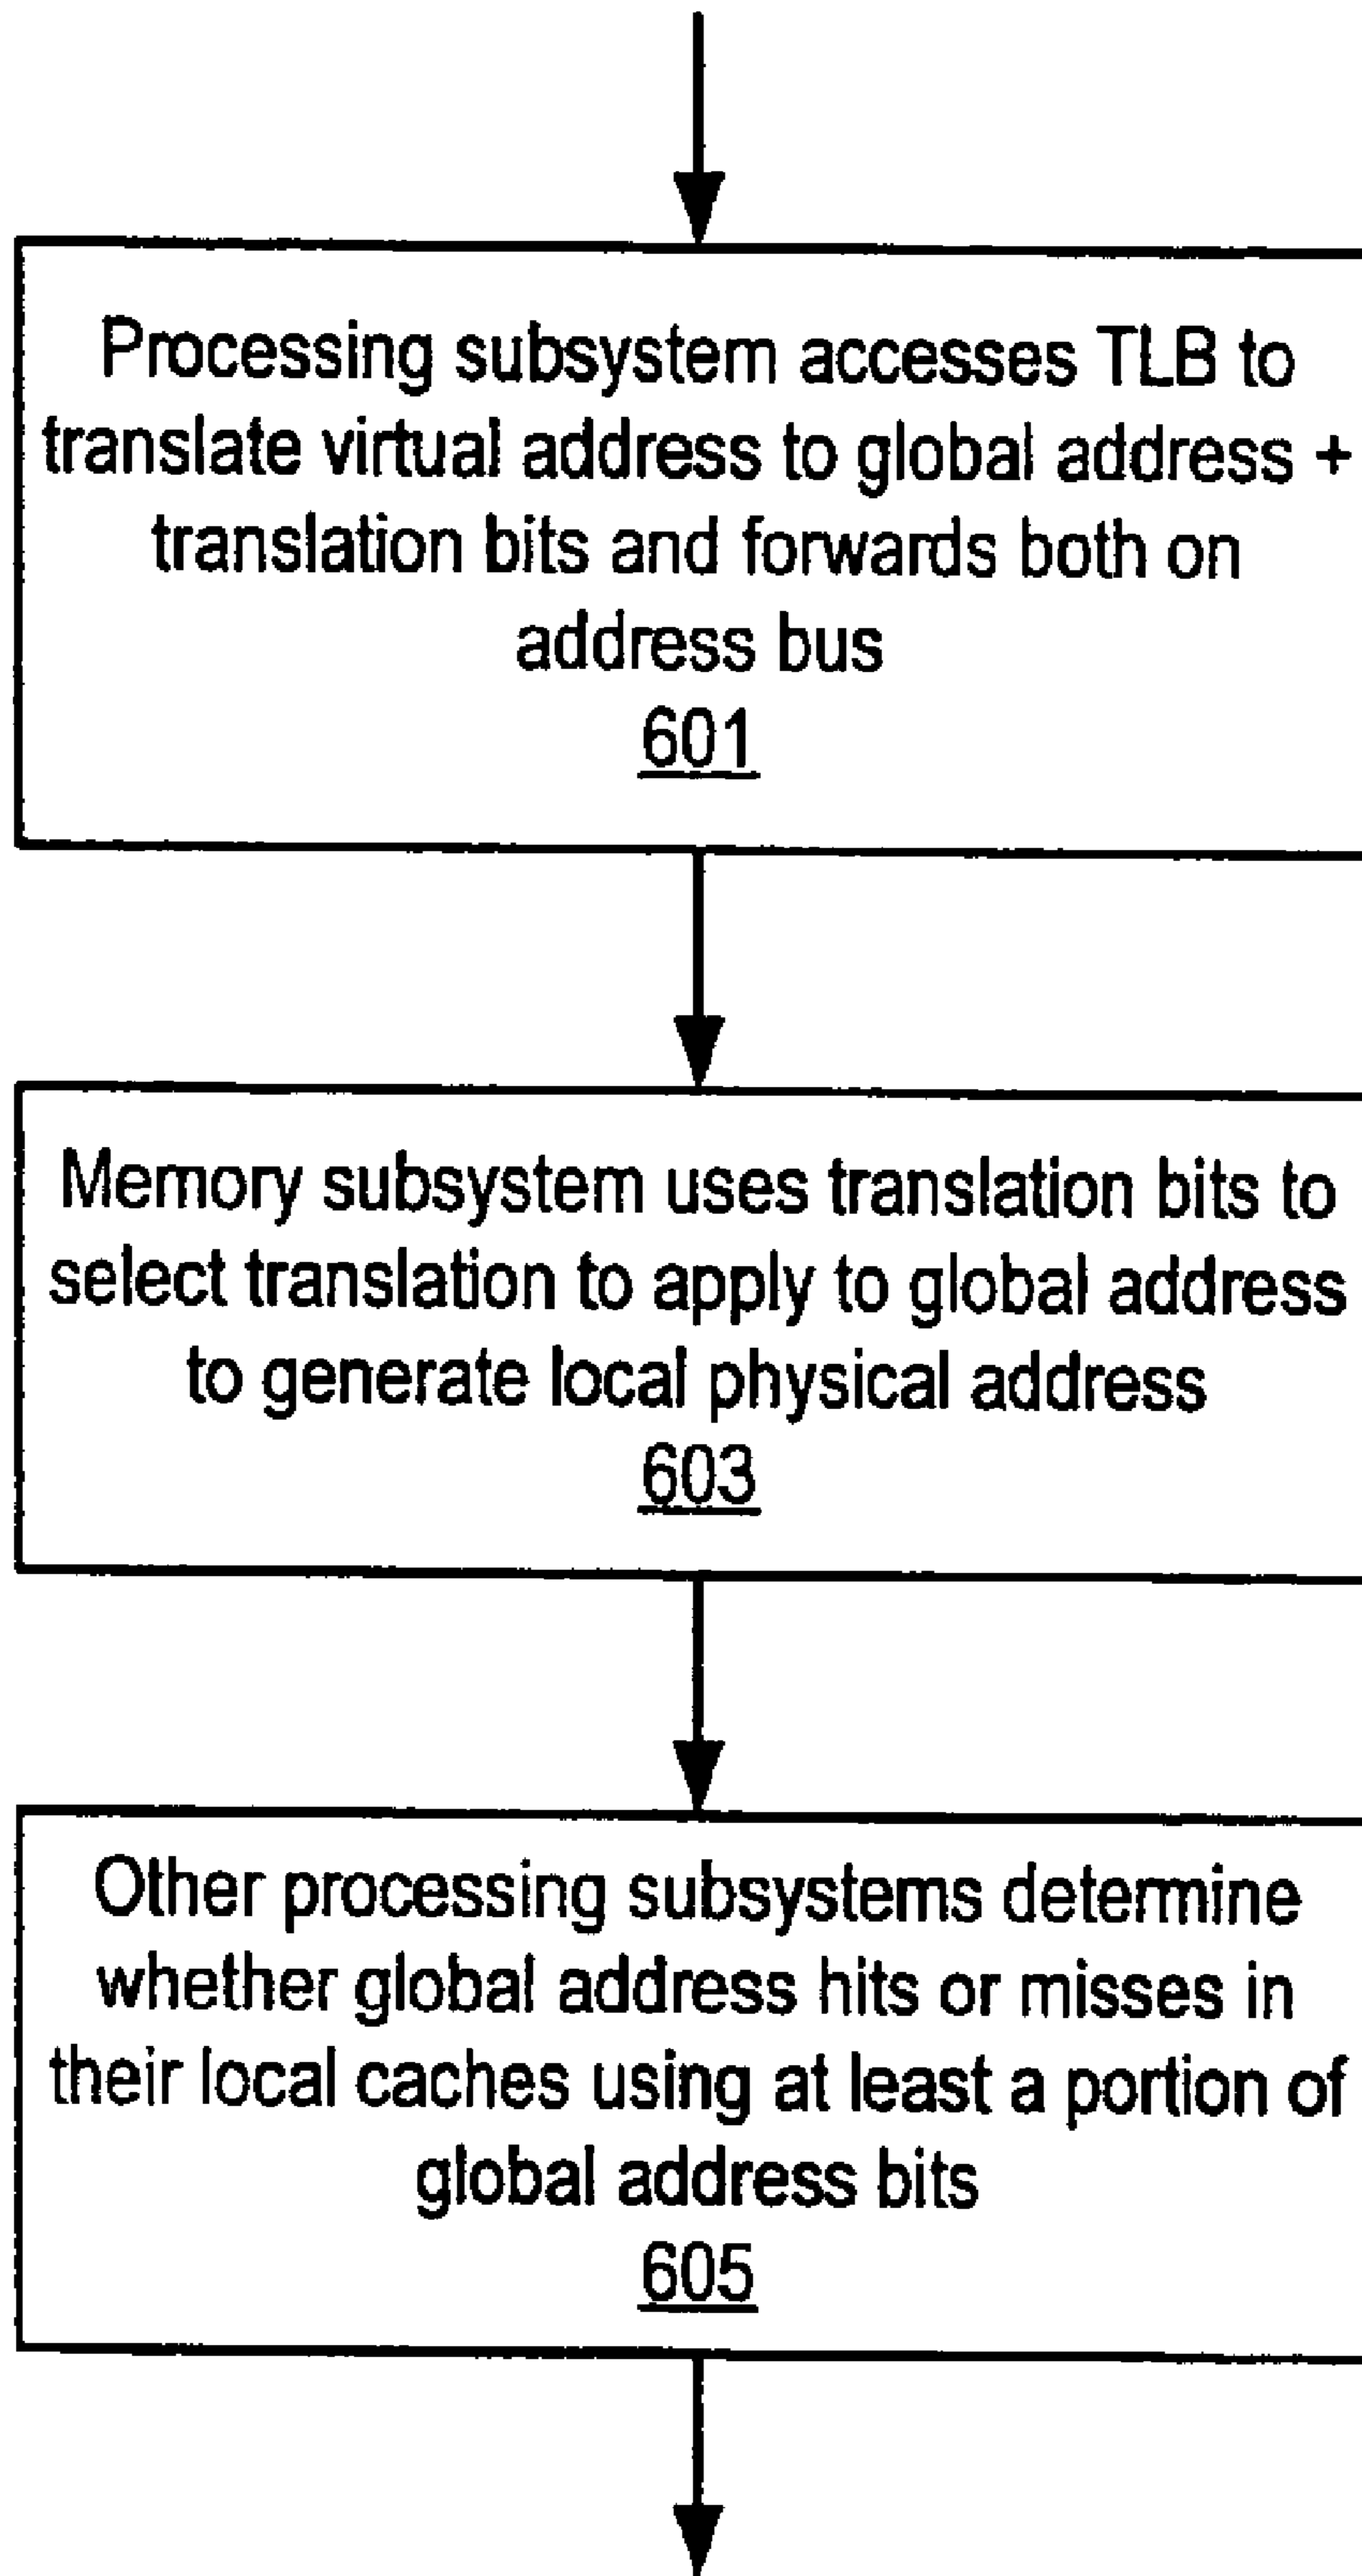 Processing subsystem accesses TLB to
translate virtual address to global address +
translation bits and forwards both on
address bus
601
Memory subsystem uses translation bits to
select translation to apply to global address
to generate local physical address
603
Other processing subsystems determine
whether global address hits or misses in
their local caches using at least a portion of
global address bits
605